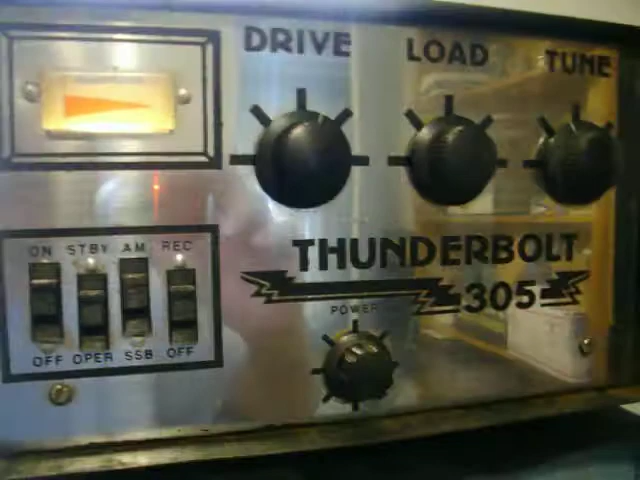 DRIVE LOAD TUNE
ON STBY AM REC
OFF OPER SSB OFF
THUNDERBOLT
305
POWER